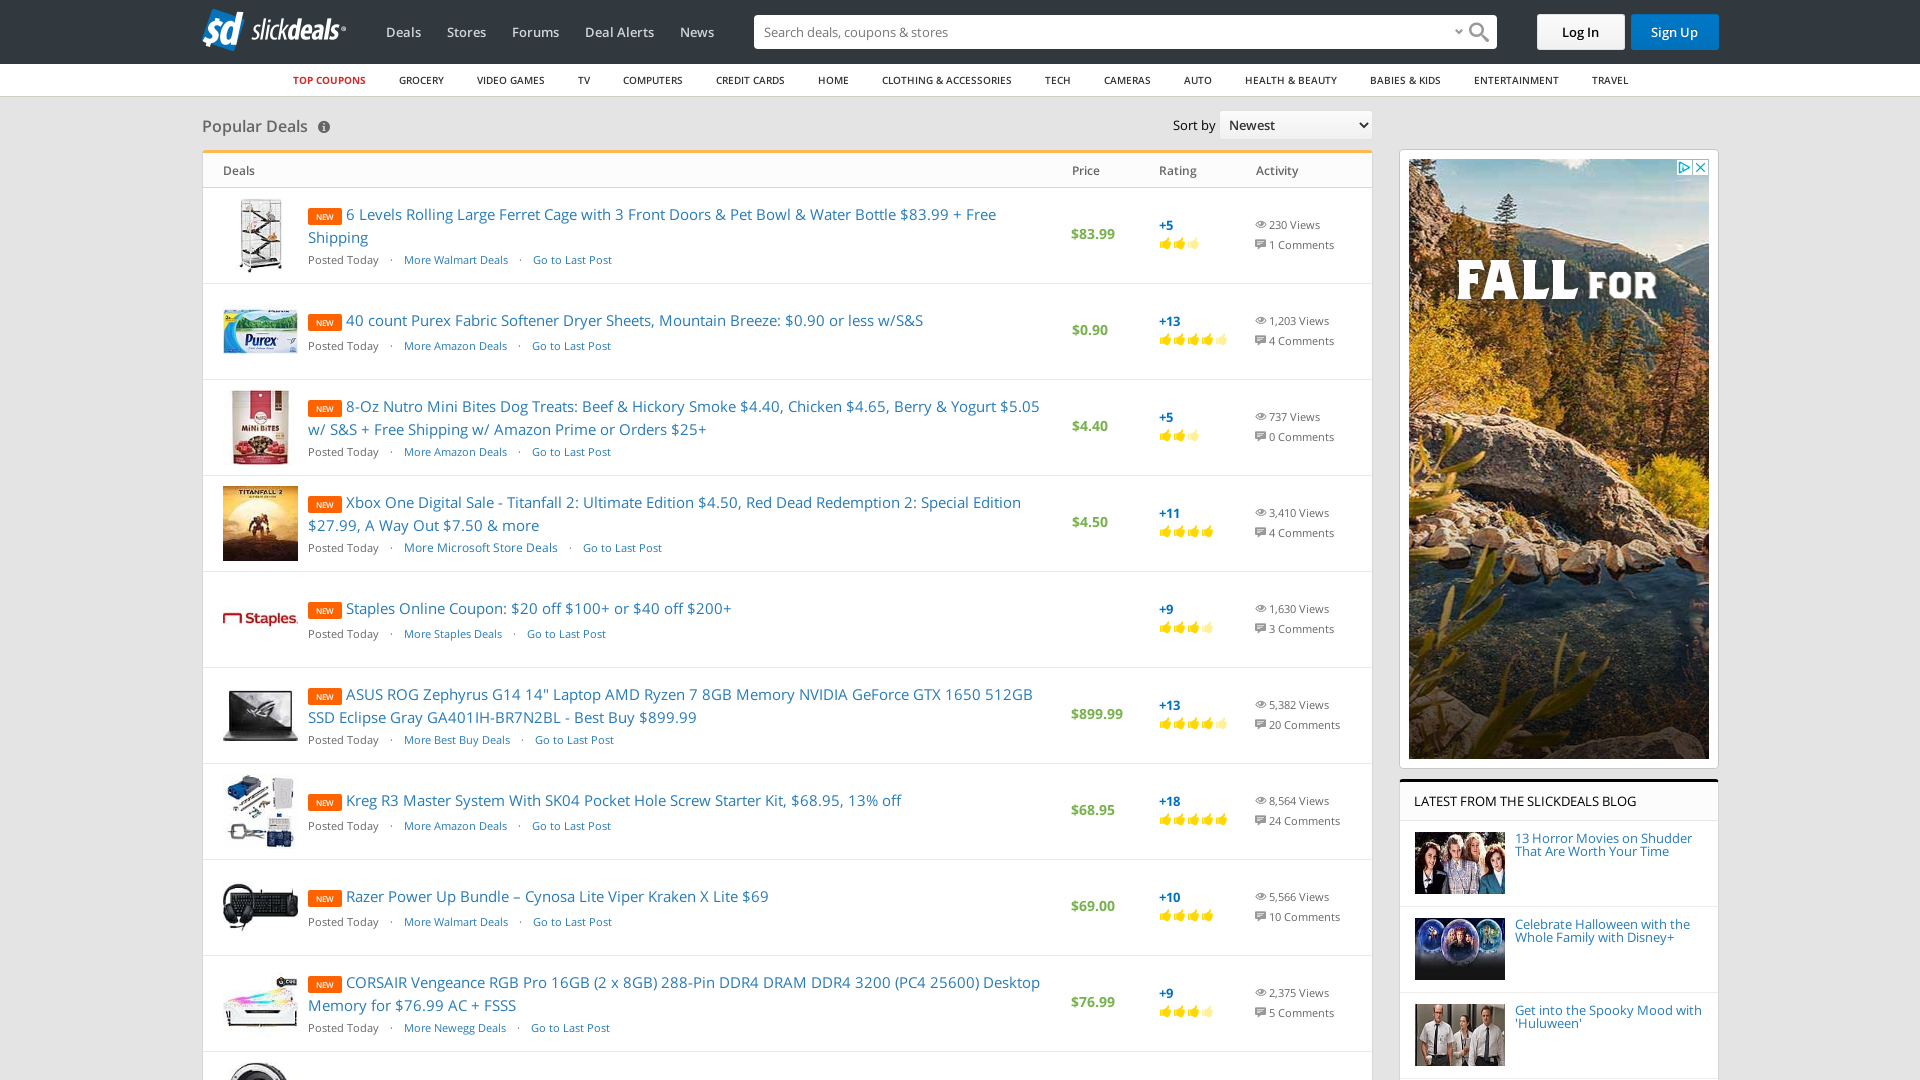 slickdeals
Deals Stores Forums Deal Alerts News
Search deals, coupons & stores
Log In
Sign Up
TOP COUPONS GROCERY VIDEO GAMES TV COMPUTERS CREDIT CARDS HOME CLOTHING & ACCESSORIES TECH CAMERAS AUTO HEALTH & BEAUTY BABIES & KIDS ENTERTAINMENT TRAVEL
Popular Deals
Sort by Newest
Deals Price Rating Activity
NEW 6 Levels Rolling Large Ferret Cage with 3 Front Doors & Pet Bowl & Water Bottle $83.99 + Free
Shipping
Posted Today · More Walmart Deals · Go to Last Post
$83.99
+5
230 Views
1 Comments
Purex
NEW 40 count Purex Fabric Softener Dryer Sheets, Mountain Breeze: $0.90 or less w/S&S
Posted Today · More Amazon Deals · Go to Last Post
$0.90
+13
1,203 Views
4 Comments
MiNi BiTES
NEW 8-Oz Nutro Mini Bites Dog Treats: Beef & Hickory Smoke $4.40, Chicken $4.65, Berry & Yogurt $5.05
w/ S&S + Free Shipping w/ Amazon Prime or Orders $25+
Posted Today · More Amazon Deals · Go to Last Post
$4.40
+5
737 Views
0 Comments
TITANFALL 2
NEW Xbox One Digital Sale - Titanfall 2: Ultimate Edition $4.50, Red Dead Redemption 2: Special Edition
$27.99, A Way Out $7.50 & more
Posted Today · More Microsoft Store Deals · Go to Last Post
$4.50
+11
3,410 Views
4 Comments
Staples
NEW Staples Online Coupon: $20 off $100+ or $40 off $200+
Posted Today · More Staples Deals · Go to Last Post
+9
1,630 Views
3 Comments
NEW ASUS ROG Zephyrus G14 14" Laptop AMD Ryzen 7 8GB Memory NVIDIA GeForce GTX 1650 512GB
SSD Eclipse Gray GA401IH-BR7N2BL - Best Buy $899.99
Posted Today · More Best Buy Deals · Go to Last Post
$899.99
+13
5,382 Views
20 Comments
NEW Kreg R3 Master System With SK04 Pocket Hole Screw Starter Kit, $68.95, 13% off
Posted Today · More Amazon Deals · Go to Last Post
$68.95
+18
8,564 Views
24 Comments
NEW Razer Power Up Bundle – Cynosa Lite Viper Kraken X Lite $69
Posted Today · More Walmart Deals · Go to Last Post
$69.00
+10
5,566 Views
10 Comments
NEW CORSAIR Vengeance RGB Pro 16GB (2 x 8GB) 288-Pin DDR4 DRAM DDR4 3200 (PC4 25600) Desktop
Memory for $76.99 AC + FSSS
Posted Today · More Newegg Deals · Go to Last Post
$76.99
+9
2,375 Views
5 Comments
FALL FOR
LATEST FROM THE SLICKDEALS BLOG
13 Horror Movies on Shudder
That Are Worth Your Time
Celebrate Halloween with the
Whole Family with Disney+
Get into the Spooky Mood with
'Huluween'